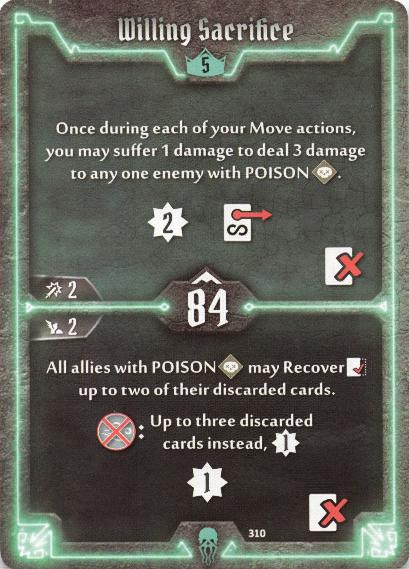 Willing Sacrifice
5
Once during each of your Move actions,
you may suffer 1 damage to deal 3 damage
to any one enemy with POISON .
2
2
84
2
All allies with POISON may Recover
up to two of their discarded cards.
: Up to three discarded
cards instead, 1
1
310